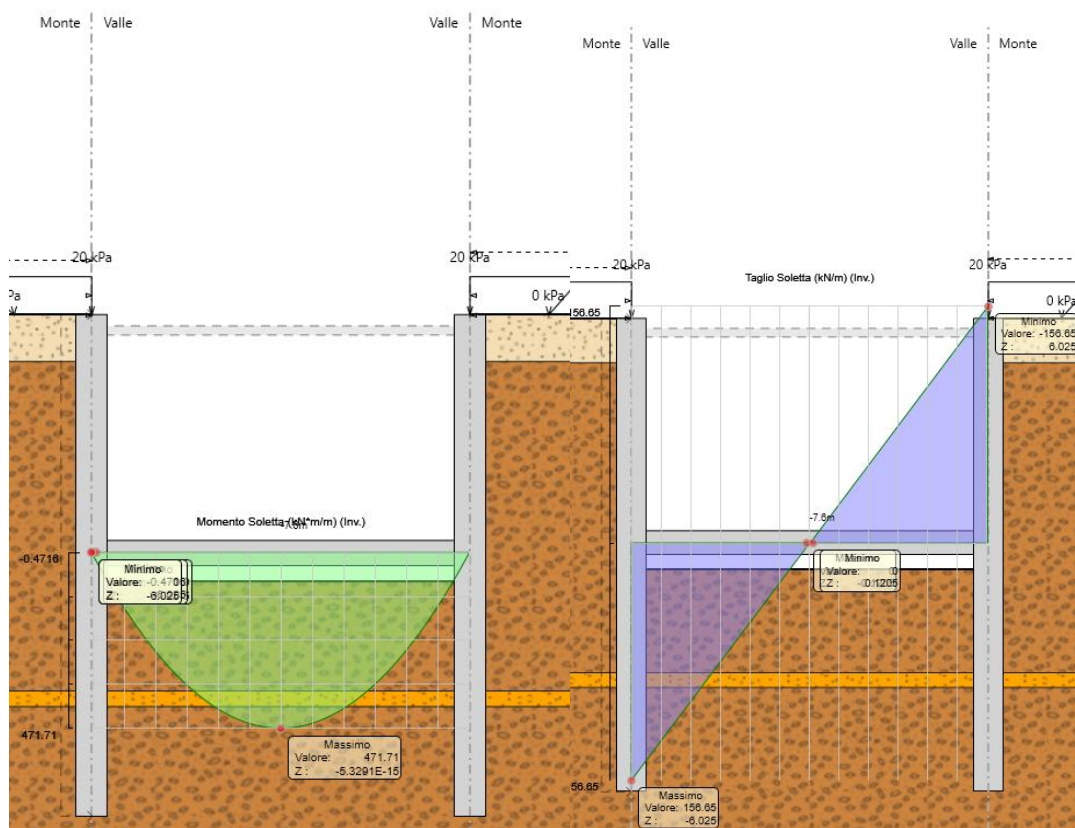 Monte Valle
Valle
20 kPa
20 kPa
0 kPa
Momento Soletta (kN*m/m) (Inv.)
-0.4716
Minimo
Valore:
Z : -6.025
471.71
Massimo
Valore: 471.71
Z : -5.3291E-15
Monte Valle
Valle Monte
20 kPa
20 kPa
Taglio Soletta (kN/m) (Inv.)
0 kPa
56.65
Minimo
Valore: -156.65
Z : 6.025
-7.6m
Minimo
Valore: 0
Z : 0.1205
56.65
Massimo
Valore: 156.65
Z : -6.025